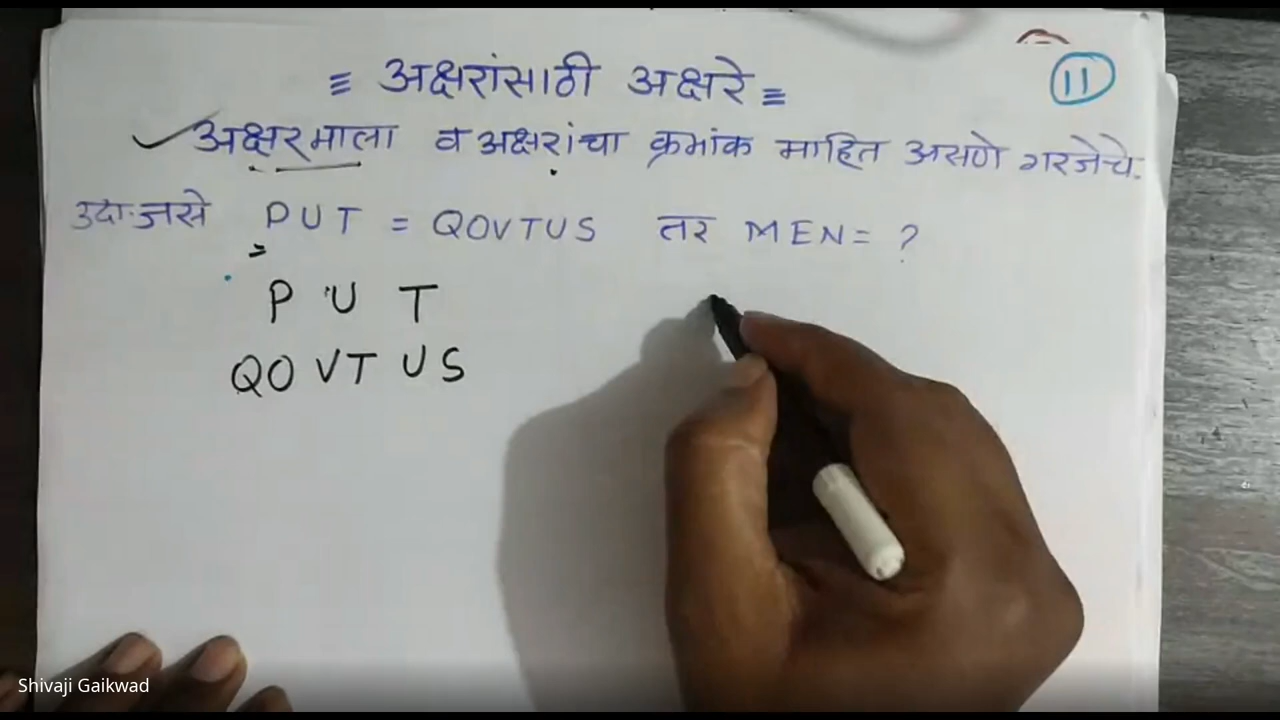 ≡ अक्षरांसाठी अक्षरे ≡
11
✓अक्षरमाला व अक्षरांचा क्रमांक माहित असणे गरजेचे.
उदा. जसे PUT = QOVTUS तर MEN = ?
P U T
QO VT US
Shivaji Gaikwad